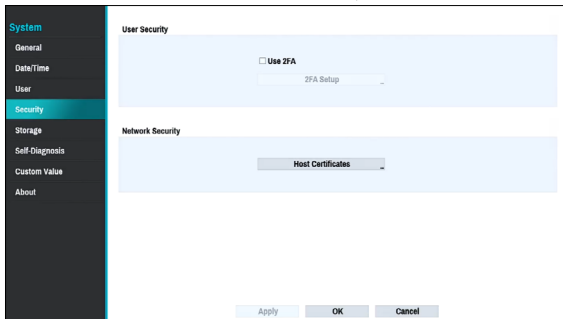 System
General
Date/Time
User
Security
Storage
Self-Diagnosis
Custom Value
About
User Security
Use 2FA
2FA Setup
Network Security
Host Certificates
Apply
OK
Cancel